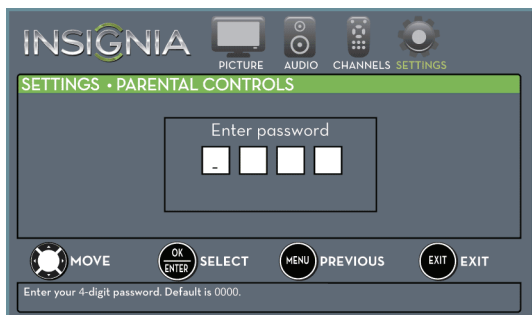 INSIGNIA
PICTURE AUDIO CHANNELS SETTINGS
SETTINGS • PARENTAL CONTROLS
Enter password
-
MOVE OK ENTER SELECT MENU PREVIOUS EXIT EXIT
Enter your 4-digit password. Default is 0000.